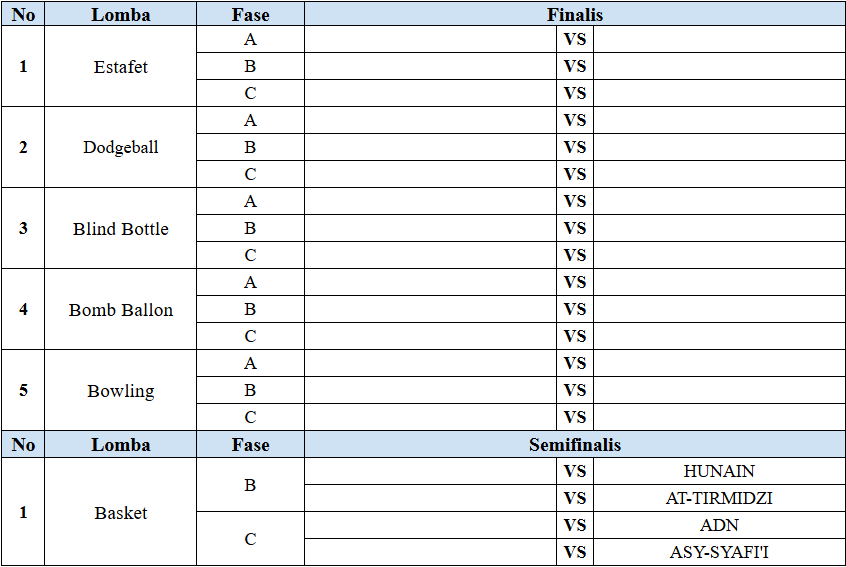 No Lomba Fase Finalis
1 Estafet A VS
B VS
C VS
2 Dodgeball A VS
B VS
C VS
3 Blind Bottle A VS
B VS
C VS
4 Bomb Ballon A VS
B VS
C VS
5 Bowling A VS
B VS
C VS
No Lomba Fase Semifinalis
1 Basket B VS HUNAIN
VS AT-TIRMIDZI
C VS ADN
VS ASY-SYAFI'I